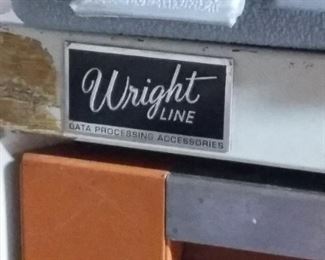 Wright
LINE
DATA PROCESSING ACCESSORIES